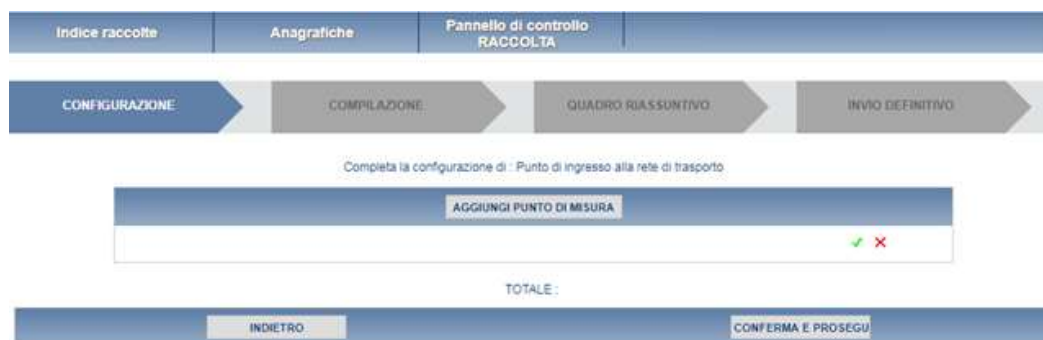 Indice raccolte
Anagrafiche
Pannello di controllo
RACCOLTA
CONFIGURAZIONE
COMPILAZIONE
QUADRO RIASSUNTIVO
INVIO DEFINITIVO
Completa la configurazione di : Punto di ingresso alla rete di trasporto
AGGIUNGI PUNTO DI MISURA
TOTALE :
INDIETRO
CONFERMA E PROSEGU